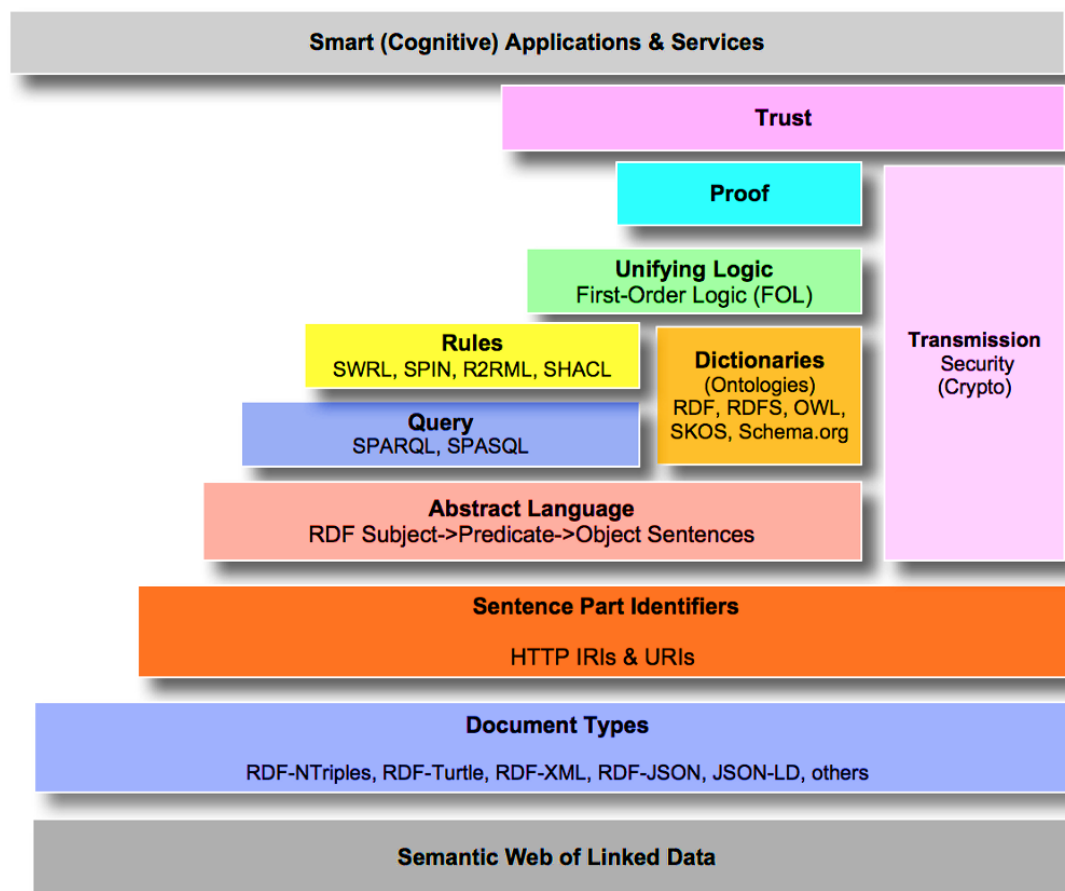 Smart (Cognitive) Applications & Services
Trust
Proof
Unifying Logic
First-Order Logic (FOL)
Rules
SWRL, SPIN, R2RML, SHACL
Query
SPARQL, SPASQL
Dictionaries
(Ontologies)
RDF, RDFS, OWL,
SKOS, Schema.org
Transmission
Security
(Crypto)
Abstract Language
RDF Subject->Predicate->Object Sentences
Sentence Part Identifiers
HTTP IRIs & URIs
Document Types
RDF-NTriples, RDF-Turtle, RDF-XML, RDF-JSON, JSON-LD, others
Semantic Web of Linked Data